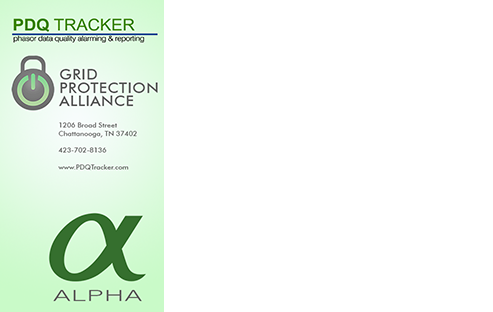 PDQ TRACKER
phasor data quality alarming & reporting
GRID
PROTECTION
ALLIANCE
1206 Broad Street
Chattanooga, TN 37402
423-702-8136
www.PDQTracker.com
α
ALPHA